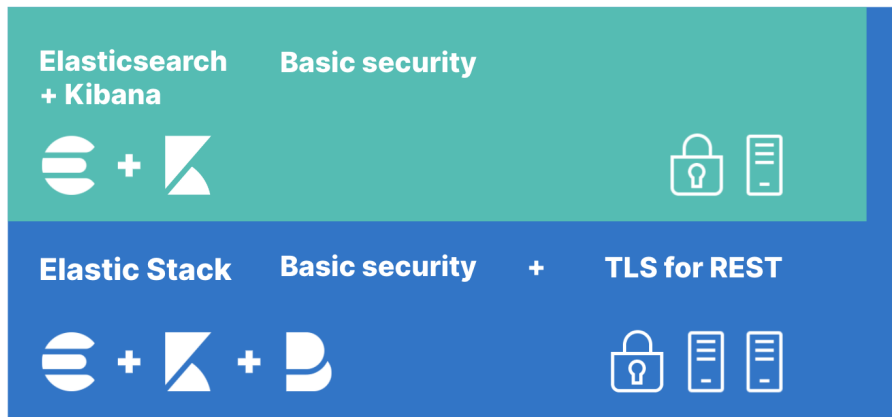 Elasticsearch
+ Kibana
Basic security
+
Elastic Stack
Basic security
+
TLS for REST
+ +